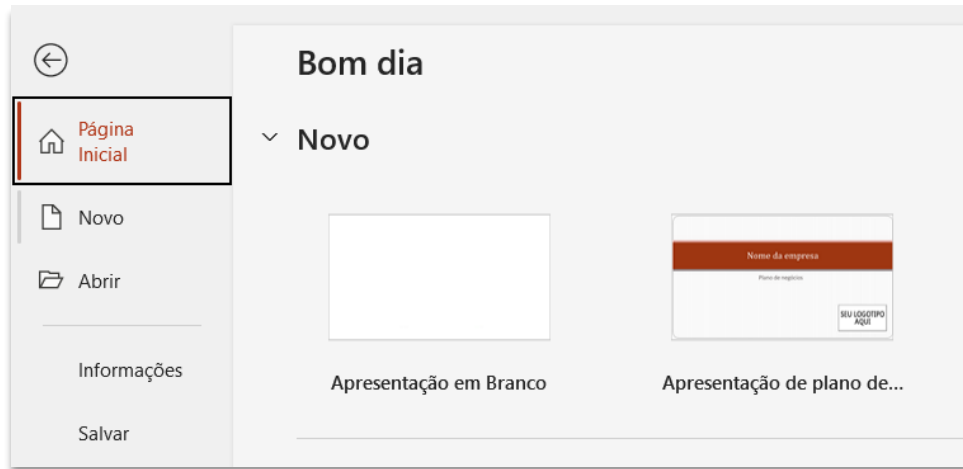 Bom dia
Página
Inicial
Novo
Novo
Abrir
Nome da empresa
Plano de negócios
SEU LOGOTIPO
AQUI
Apresentação em Branco
Apresentação de plano de...
Informações
Salvar